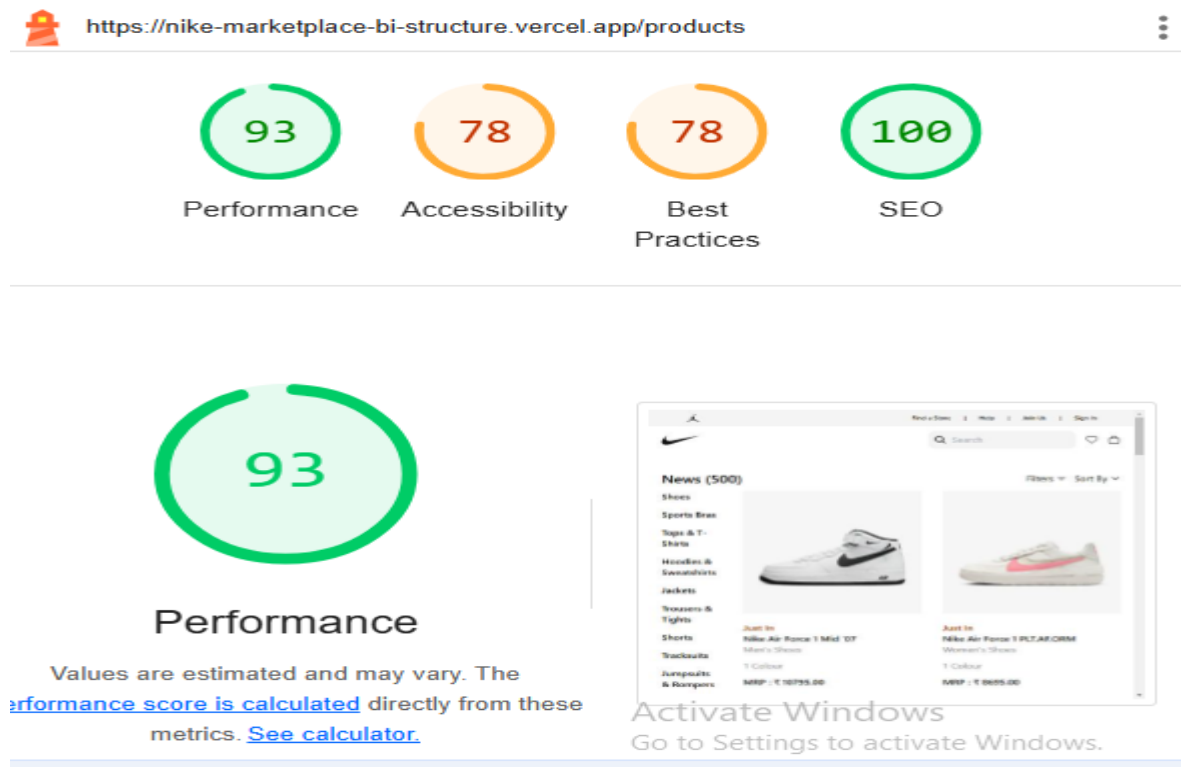 https://nike-marketplace-bi-structure.vercel.app/products
93
78
78
100
Performance
Accessibility
Best
Practices
SEO
93
Performance
Values are estimated and may vary. The
erformance score is calculated directly from these
metrics. See calculator.
Find a Store | Help | Join Us | Sign In
Search
News (500)
Filters
Sort By
Shoes
Sports Bras
Tops & T-
Shirts
Hoodies &
Sweatshirts
Jackets
Trousers &
Tights
Shorts
Tracksuits
Jumpsuits
& Rompers
Just In
Nike Air Force 1 Mid '07
Men's Shoes
1 Colour
MRP : ₹ 10795.00
Just In
Nike Air Force 1 PLT.AF.ORM
Women's Shoes
1 Colour
MRP : ₹ 8695.00
Activate Windows
Go to Settings to activate Windows.